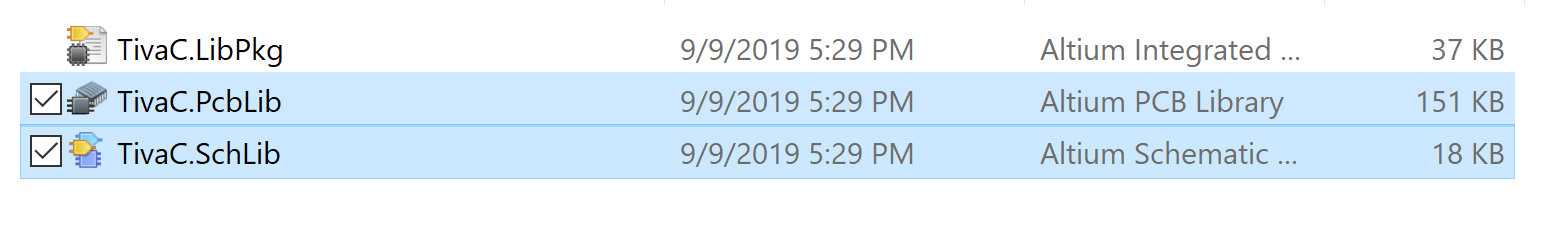 TivaC.LibPkg 9/9/2019 5:29 PM Altium Integrated ... 37 KB
TivaC.PcbLib 9/9/2019 5:29 PM Altium PCB Library 151 KB
TivaC.SchLib 9/9/2019 5:29 PM Altium Schematic ... 18 KB